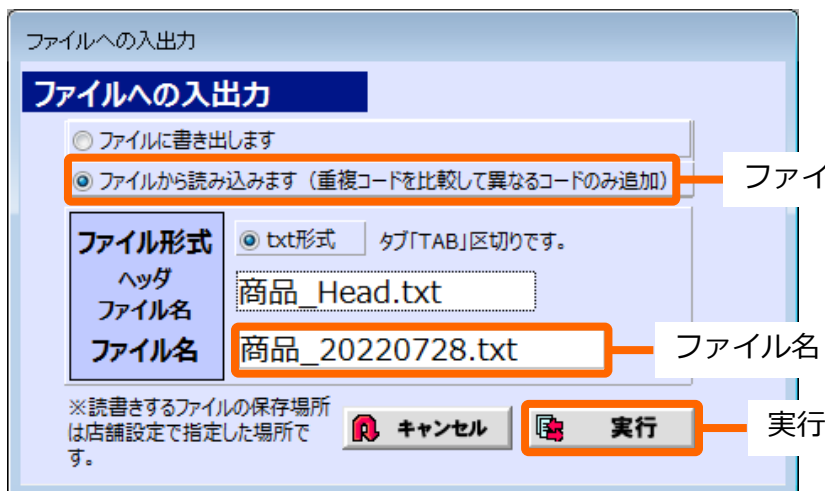 ファイルへの入出力
ファイルへの入出力
ファイルに書き出します
ファイルから読み込みます（重複コードを比較して異なるコードのみ追加）
ファイ
ファイル形式
txt形式
タブ「TAB」区切りです。
ヘッダ
ファイル名
商品_Head.txt
ファイル名
商品_20220728.txt
ファイル名
※読書きするファイルの保存場所
は店舗設定で指定した場所で
す。
キャンセル
実行
実行